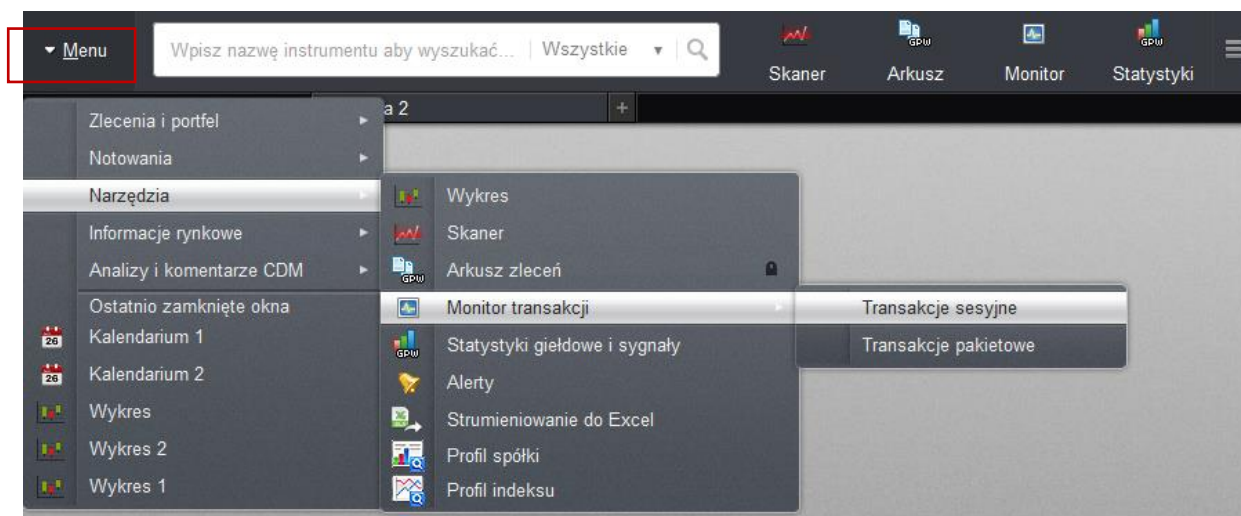 Menu
Wpisz nazwę instrumentu aby wyszukać... Wszystkie
Skaner
GPW
Arkusz
Monitor
GPW
Statystyki
a 2 +
Zlecenia i portfel
Notowania
Narzędzia
Informacje rynkowe
Analizy i komentarze CDM
Ostatnio zamknięte okna
26 Kalendarium 1
26 Kalendarium 2
Wykres
Wykres 2
Wykres 1
Wykres
Skaner
GPW Arkusz zleceń
Monitor transakcji
GPW Statystyki giełdowe i sygnały
Alerty
Strumieniowanie do Excel
Profil spółki
Profil indeksu
Transakcje sesyjne
Transakcje pakietowe